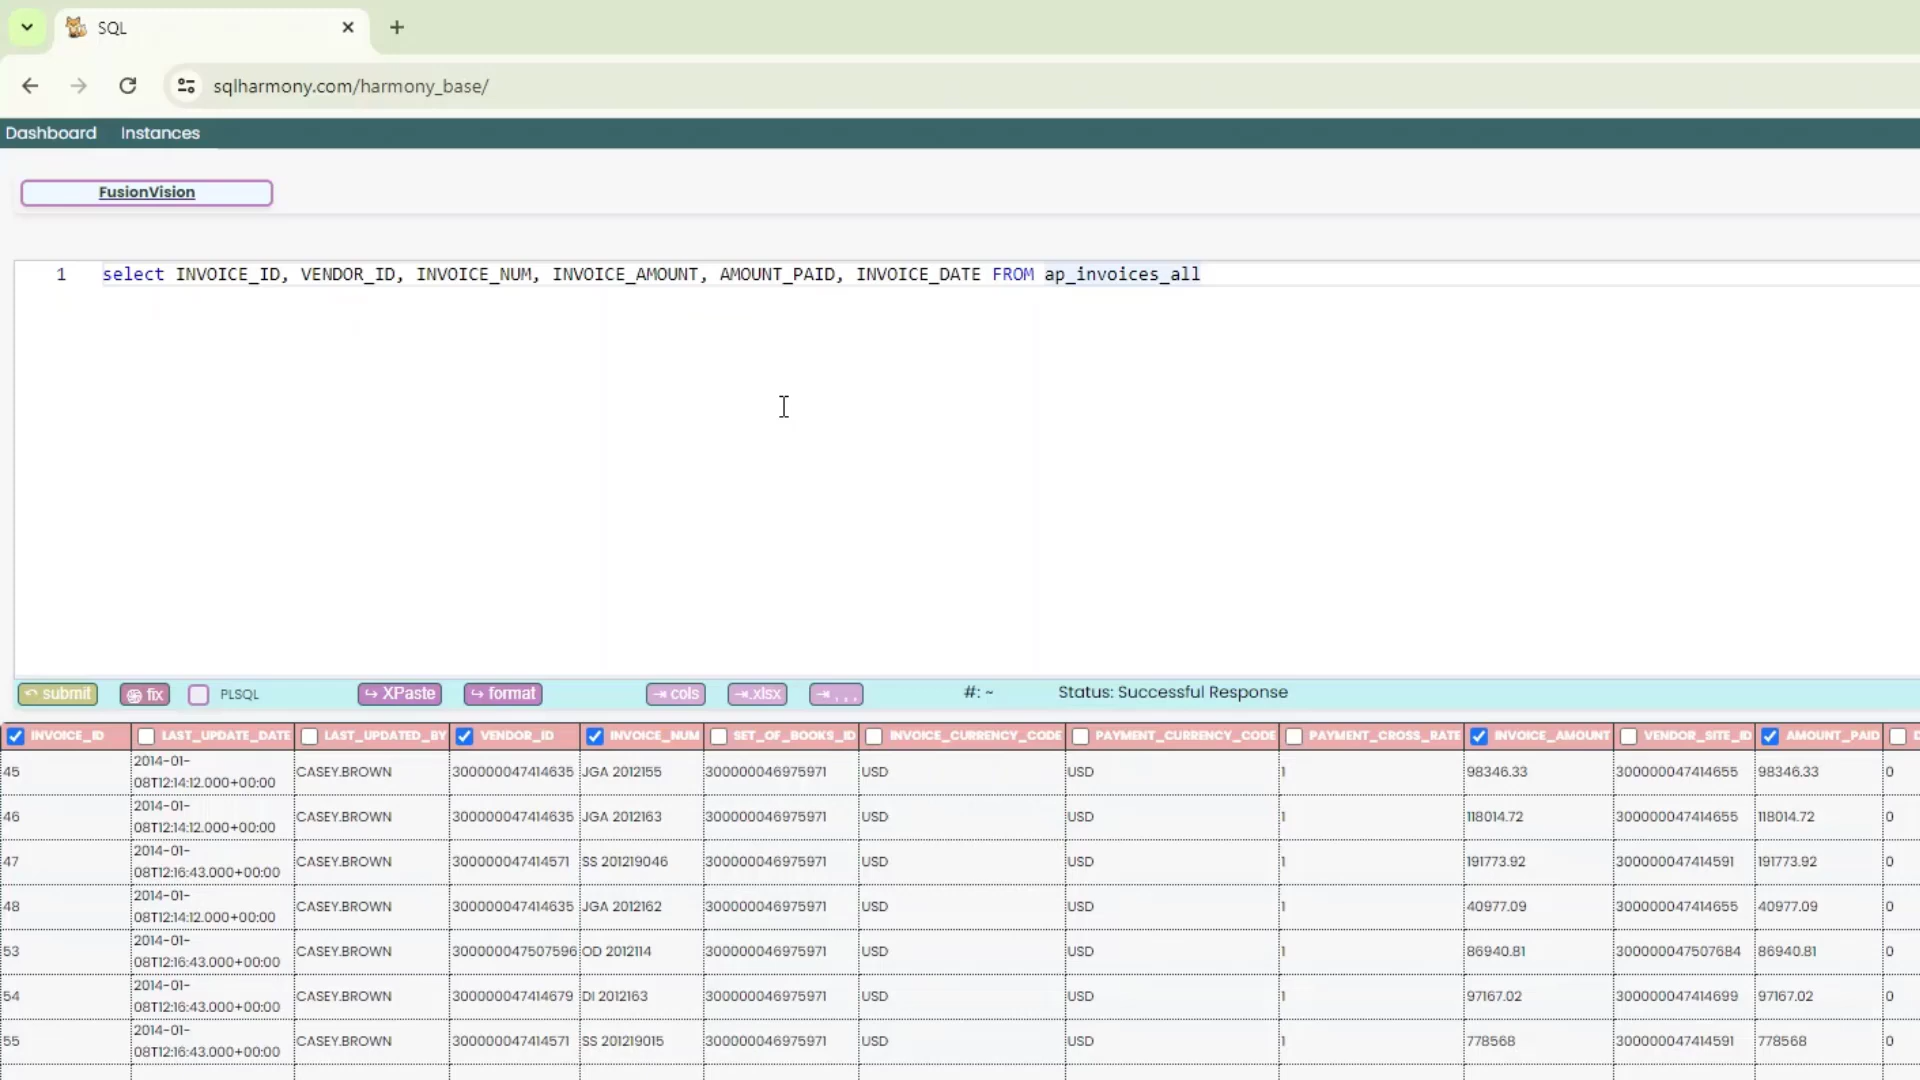 SQL
sqlharmony.com/harmony_base/
Dashboard Instances
FusionVision
1 select INVOICE_ID, VENDOR_ID, INVOICE_NUM, INVOICE_AMOUNT, AMOUNT_PAID, INVOICE_DATE FROM ap_invoices_all
submit fix PLSQL XPaste format cols .xlsx ... #: ~ Status: Successful Response
INVOICE_ID LAST_UPDATE_DATE LAST_UPDATED_BY VENDOR_ID INVOICE_NUM SET_OF_BOOKS_ID INVOICE_CURRENCY_CODE PAYMENT_CURRENCY_CODE PAYMENT_CROSS_RATE INVOICE_AMOUNT VENDOR_SITE_ID AMOUNT_PAID
45 2014-01-08T12:14:12.000+00:00 CASEY.BROWN 300000047414635 JGA 2012155 300000046975971 USD USD 1 98346.33 300000047414655 98346.33 0
46 2014-01-08T12:14:12.000+00:00 CASEY.BROWN 300000047414635 JGA 2012163 300000046975971 USD USD 1 118014.72 300000047414655 118014.72 0
47 2014-01-08T12:16:43.000+00:00 CASEY.BROWN 300000047414571 SS 201219046 300000046975971 USD USD 1 191773.92 300000047414591 191773.92 0
48 2014-01-08T12:14:12.000+00:00 CASEY.BROWN 300000047414635 JGA 2012162 300000046975971 USD USD 1 40977.09 300000047414655 40977.09 0
53 2014-01-08T12:16:43.000+00:00 CASEY.BROWN 300000047507596 OD 2012114 300000046975971 USD USD 1 86940.81 300000047507684 86940.81 0
54 2014-01-08T12:16:43.000+00:00 CASEY.BROWN 300000047414679 DI 2012163 300000046975971 USD USD 1 97167.02 300000047414699 97167.02 0
55 2014-01-08T12:16:43.000+00:00 CASEY.BROWN 300000047414571 SS 201219015 300000046975971 USD USD 1 778568 300000047414591 778568 0